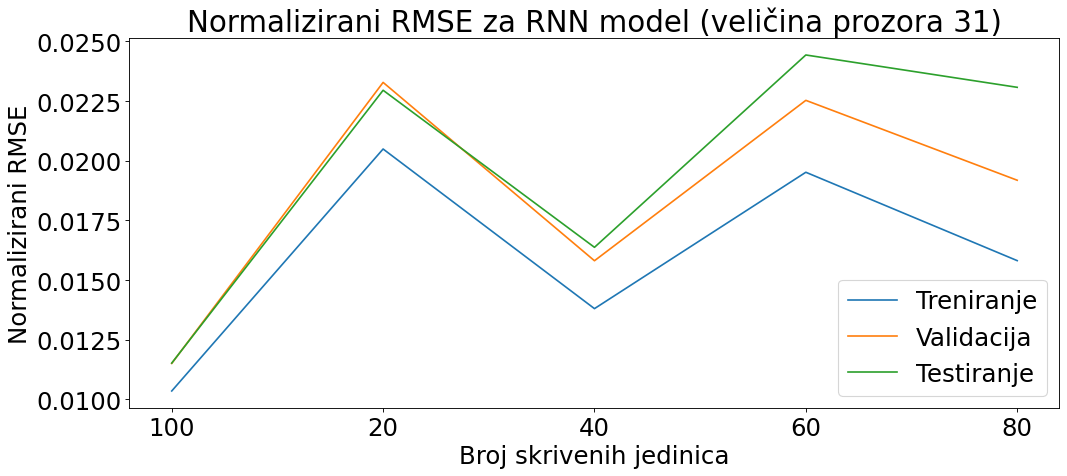 Normalizirani RMSE za RNN model (veličina prozora 31)
Normalizirani RMSE
0.0250
0.0225
0.0200
0.0175
0.0150
0.0125
0.0100
Treniranje
Validacija
Testiranje
100 20 40 60 80
Broj skrivenih jedinica